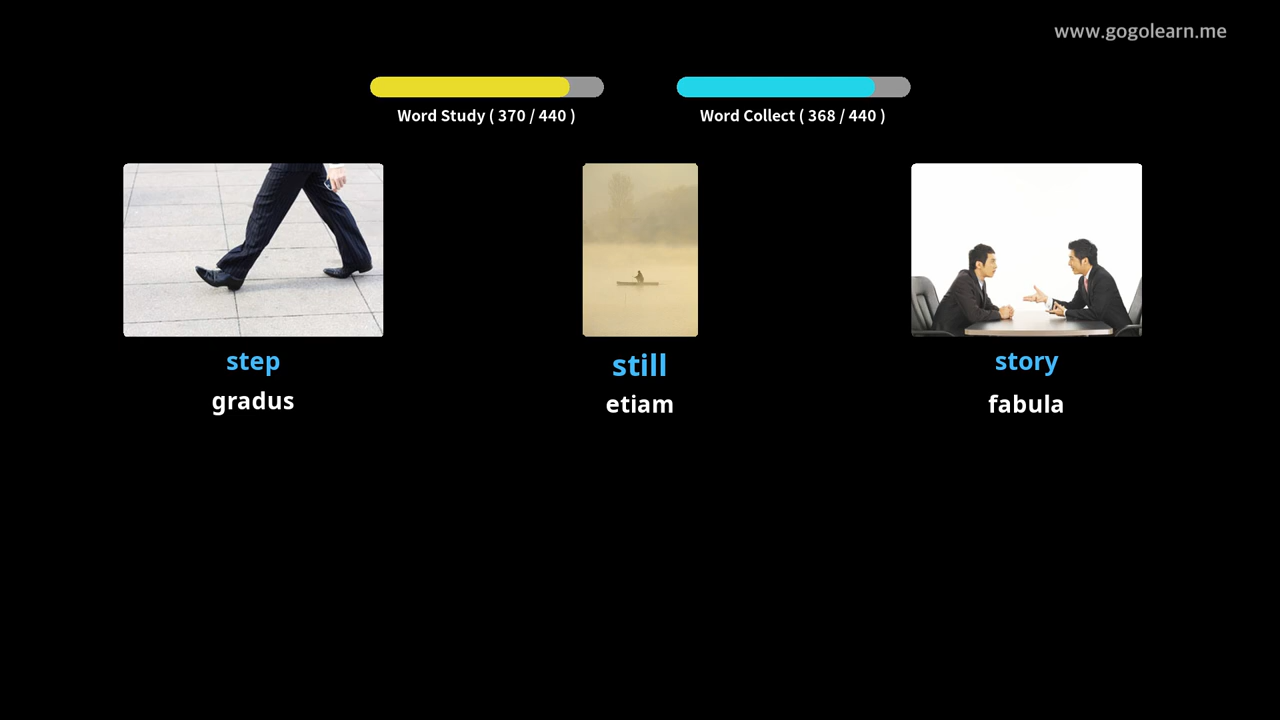 www.gogolearn.me
Word Study ( 370 / 440 )
Word Collect ( 368 / 440 )
step
gradus
still
etiam
story
fabula